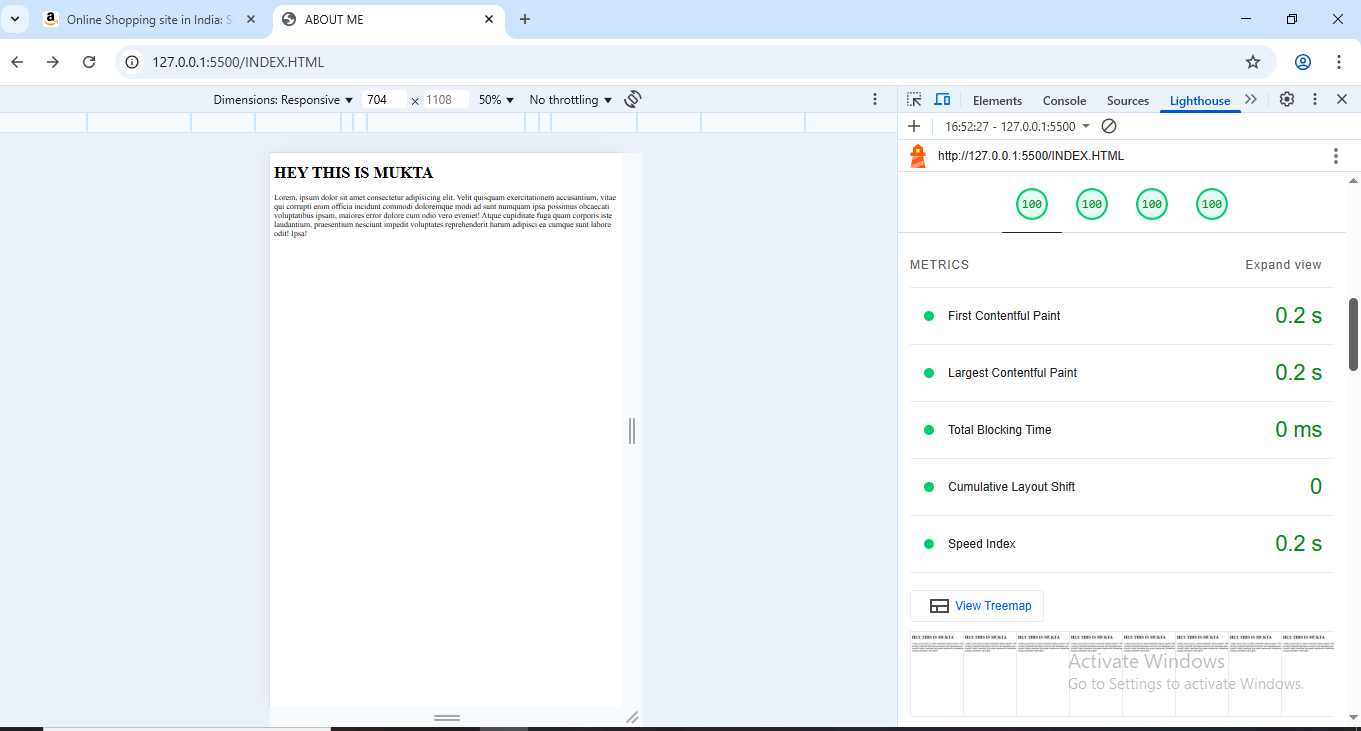 Online Shopping site in India: S
ABOUT ME
127.0.0.1:5500/INDEX.HTML
Dimensions: Responsive 704 × 1108 50% No throttling
Elements Console Sources Lighthouse
16:52:27 - 127.0.0.1:5500
http://127.0.0.1:5500/INDEX.HTML
HEY THIS IS MUKTA
Lorem, ipsum dolor sit amet consectetur adipisicing elit. Velit quisquam exercitationem accusantium, vitae
qui corrupti enim officia incidunt commodi doloremque modi ad sunt numquam ipsa possimus obcaecati
voluptatibus ipsam, maiores error dolore cum odio vero eveniet! Atque cupiditate fuga quam corporis iste
laudantium, praesentium nesciunt impedit voluptates reprehenderit harum adipisci ea cumque sunt labore
odit! Ipsa!
100 100 100 100
METRICS Expand view
First Contentful Paint 0.2 s
Largest Contentful Paint 0.2 s
Total Blocking Time 0 ms
Cumulative Layout Shift 0
Speed Index 0.2 s
View Treemap
HEY THIS IS MUKTA HEY THIS IS MUKTA HEY THIS IS MUKTA HEY THIS IS MUKTA HEY THIS IS MUKTA HEY THIS IS MUKTA HEY THIS IS MUKTA HEY THIS IS MUKTA
Activate Windows
Go to Settings to activate Windows.